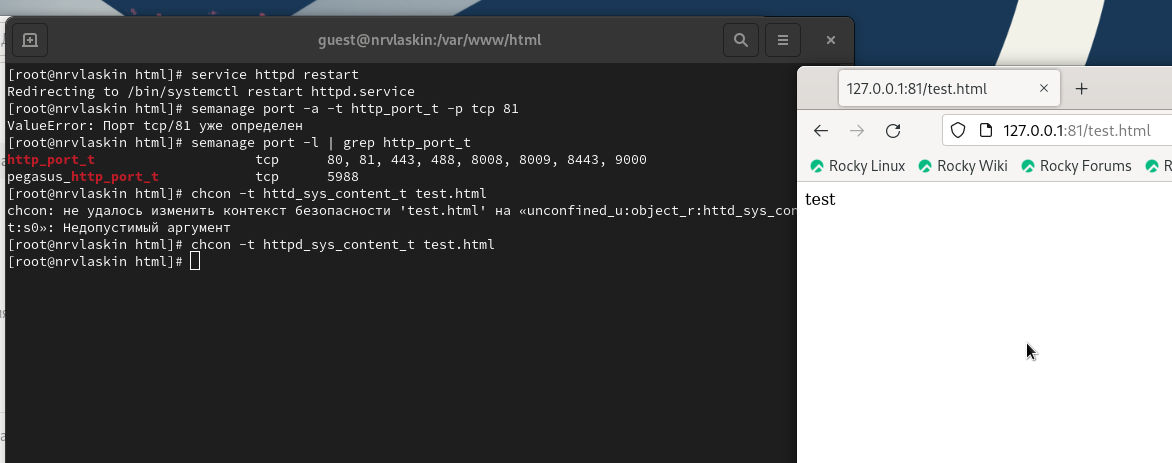 guest@nrvlaskin:/var/www/html
[root@nrvlaskin html]# service httpd restart
Redirecting to /bin/systemctl restart httpd.service
[root@nrvlaskin html]# semanage port -a -t http_port_t -p tcp 81
ValueError: Порт tcp/81 уже определен
[root@nrvlaskin html]# semanage port -l | grep http_port_t
http_port_t tcp 80, 81, 443, 488, 8008, 8009, 8443, 9000
pegasus_http_port_t tcp 5988
[root@nrvlaskin html]# chcon -t httd_sys_content_t test.html
chcon: не удалось изменить контекст безопасности 'test.html' на «unconfined_u:object_r:httd_sys_con
t:s0»: Недопустимый аргумент
[root@nrvlaskin html]# chcon -t httpd_sys_content_t test.html
[root@nrvlaskin html]#
127.0.0.1:81/test.html
127.0.0.1:81/test.html
Rocky Linux Rocky Wiki Rocky Forums R
test